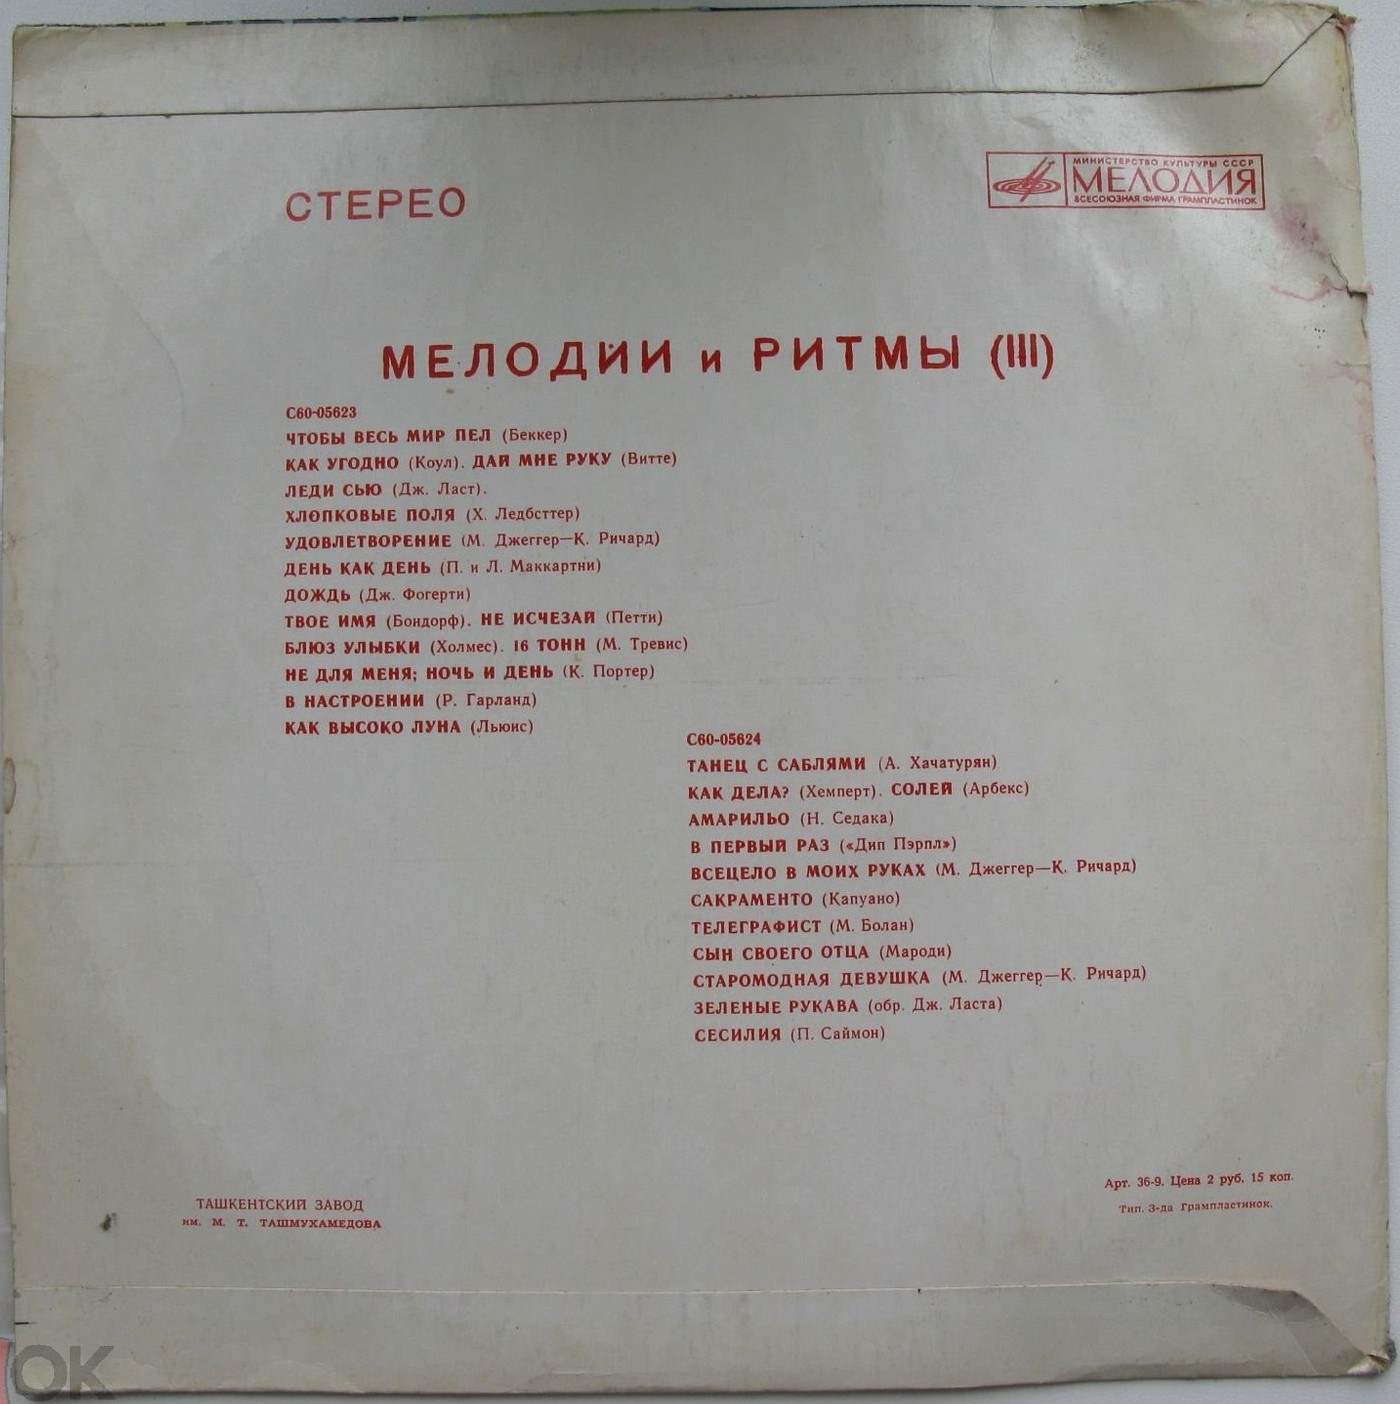 СТЕРЕО
МИНИСТЕРСТВО КУЛЬТУРЫ СССР
МЕЛОДИЯ
ВСЕСОЮЗНАЯ ФИРМА ГРАМПЛАСТИНОК
МЕЛОДИИ и РИТМЫ (III)
С60-05623
ЧТОБЫ ВЕСЬ МИР ПЕЛ (Беккер)
КАК УГОДНО (Коул). ДАЙ МНЕ РУКУ (Витте)
ЛЕДИ СЬЮ (Дж. Ласт).
ХЛОПКОВЫЕ ПОЛЯ (Х. Ледбсттер)
УДОВЛЕТВОРЕНИЕ (М. Джеггер—К. Ричард)
ДЕНЬ КАК ДЕНЬ (П. и Л. Маккартни)
ДОЖДЬ (Дж. Фогерти)
ТВОЕ ИМЯ (Бондорф). НЕ ИСЧЕЗАЙ (Петти)
БЛЮЗ УЛЫБКИ (Холмес). 16 ТОНН (М. Тревис)
НЕ ДЛЯ МЕНЯ; НОЧЬ И ДЕНЬ (К. Портер)
В НАСТРОЕНИИ (Р. Гарланд)
КАК ВЫСОКО ЛУНА (Льюис)
С60-05624
ТАНЕЦ С САБЛЯМИ (А. Хачатурян)
КАК ДЕЛА? (Хемперт). СОЛЕЙ (Арбекс)
АМАРИЛЬО (Н. Седака)
В ПЕРВЫЙ РАЗ («Дип Пэрпл»)
ВСЕЦЕЛО В МОИХ РУКАХ (М. Джеггер—К. Ричард)
САКРАМЕНТО (Капуано)
ТЕЛЕГРАФИСТ (М. Болан)
СЫН СВОЕГО ОТЦА (Мароди)
СТАРОМОДНАЯ ДЕВУШКА (М. Джеггер—К. Ричард)
ЗЕЛЕНЫЕ РУКАВА (обр. Дж. Ласта)
СЕСИЛИЯ (П. Саймон)
ТАШКЕНТСКИЙ ЗАВОД
им. М. Т. ТАШМУХАМЕДОВА
Арт. 36-9. Цена 2 руб. 15 коп.
Тип. З-да Грампластинок.
OK